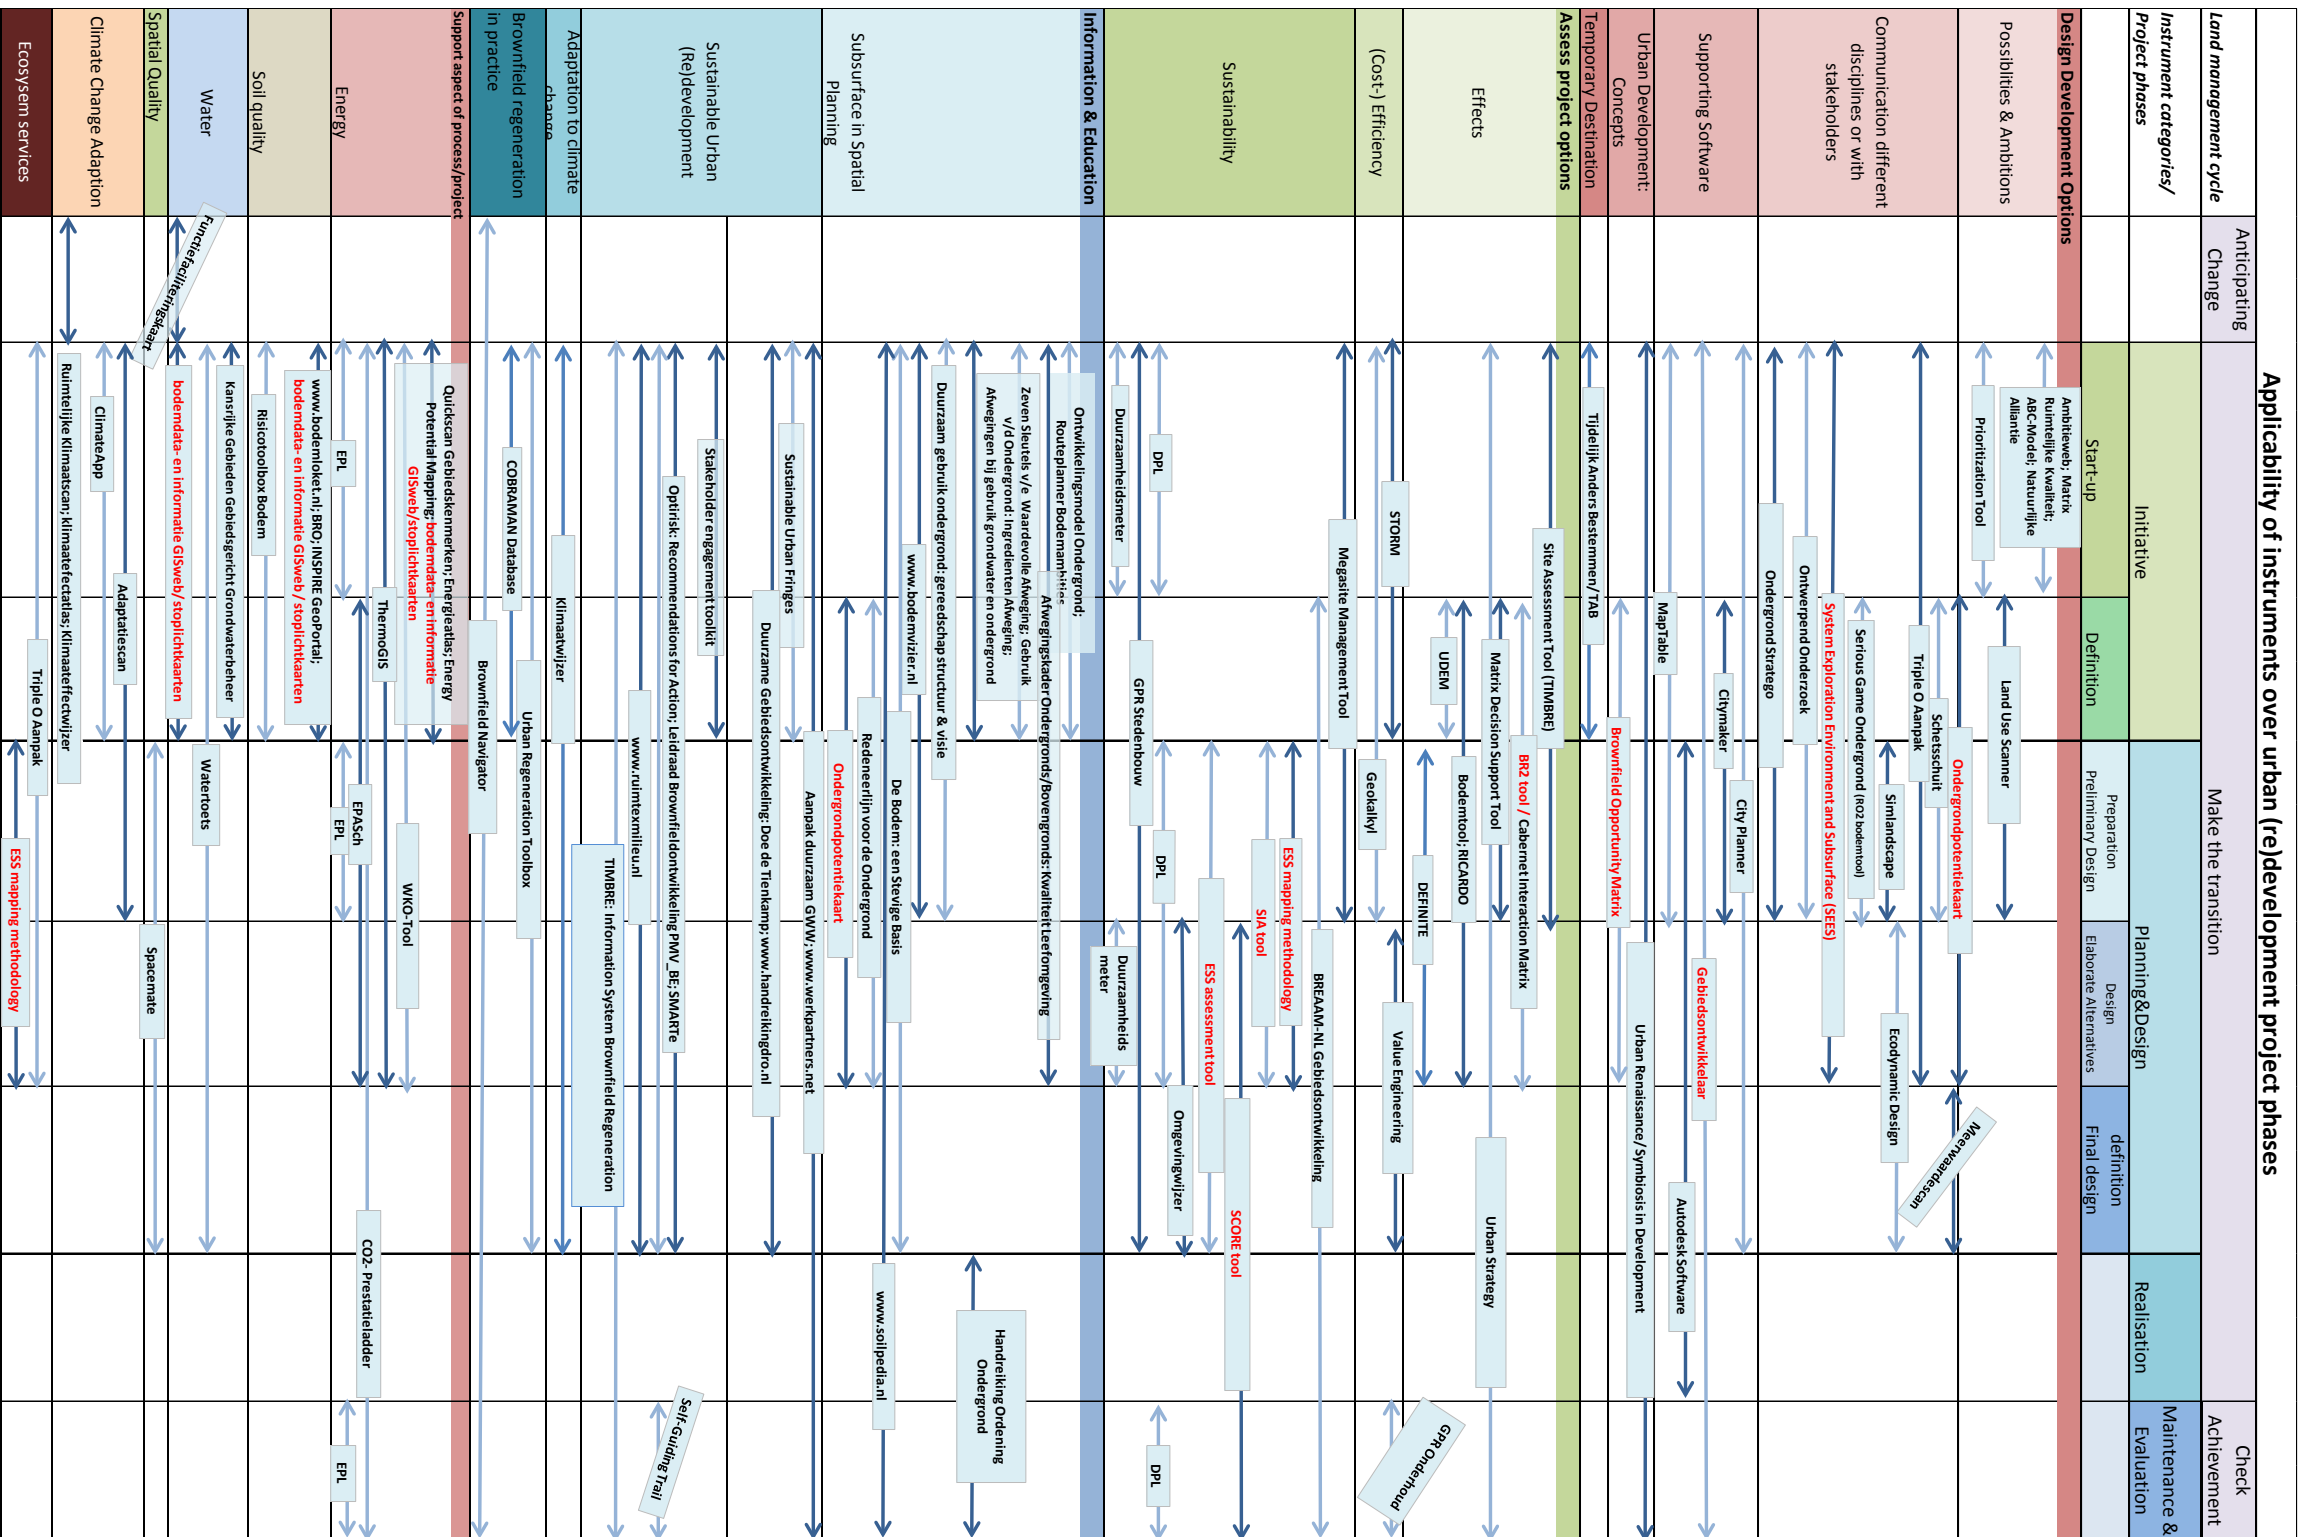 Applicability of instruments over urban (re)development project phases
Land management cycle
Anticipating
Change
Make the transition
Check
Achievement
Instrument categories/
Project phases
Initiative
Planning&Design
Realisation
Maintenance &
Evaluation
Start-up
Definition
Preparation
Preliminary Design
Design
Elaborate Alternatives
definition
Final design
Design Development Options
Possiblities & Ambitions
Ambitieweb; Matrix
Ruimtelijke Kwaliteit;
ABC-Model; Natuurlijke
Alliantie
Prioritization Tool
Land Use Scanner
Communication different
disciplines or with
stakeholders
Ondergrondpotentiekaart
Meerwaardescan
Schetsschuit
Triple O Aanpak
Ecodynamic Design
Simlandscape
Serious Game Ondergrond (RO2 bodemtool)
System Exploration Environment and Subsurface (SEES)
Ontwerpend Onderzoek
Ondergrond Stratego
Supporting Software
City Planner
Citymaker
Gebiedsontwikkelaar
Autodesk Software
MapTable
Urban Development:
Concepts
Urban Renaissance/ Symbiosis in Development
Brownfield Opportunity Matrix
Temporary Destination
Tijdelijk Anders Bestemmen/TAB
Assess project options
Effects
Site Assessment Tool (TIMBRE)
BR2 tool / Cabernet Interaction Matrix
Matrix Decision Support Tool
Urban Strategy
Bodemtool; RICARDO
UDEM
DEFINITE
(Cost-) Efficiency
STORM
Value Engineering
GPR Onderhoud
Geokalkyl
Sustainability
Megasite Management Tool
BREAAM-NL Gebiedsontwikkeling
ESS mapping methodology
SIA tool
SCORE tool
ESS assessment tool
Omgevingwijzer
DPL
DPL
DPL
GPR Stedenbouw
Duurzaamheidsmeter
Duurzaamheids
meter
Information & Education
Subsurface in Spatial
Planning
Ontwikkelingsmodel Ondergrond;
Routeplanner Bodemambities
Afwegingskader Ondergronds/Bovengronds: Kwaliteit Leefomgeving
Zeven Sleutels v/e Waardevolle Afweging; Gebruik
v/d Ondergrond: Ingredienten Afweging;
Afwegingen bij gebruik grondwater en ondergrond
Handreiking Ordening
Ondergrond
Duurzaam gebruik ondergrond: gereedschap structuur & visie
www.bodemvizier.nl
De Bodem: een Stevige Basis
www.soilpedia.nl
Redeneerlijn voor de Ondergrond
Ondergrondpotentiekaart
Sustainable Urban
(Re)development
Aanpak duurzaam GWW; www.werkpartners.net
Sustainable Urban Fringes
Duurzame Gebiedsontwikkeling: Doe de Tienkamp; www.handreikingdro.nl
Stakeholder engagement toolkit
Optirisk: Recommendations for Action; Leidraad Brownfieldontwikkeling PMV_BE; SMARTe
Self-Guiding Trail
www.ruimtexmilieu.nl
TIMBRE: Information System Brownfield Regeneration
Adaptation to climate
change
Klimaatwijzer
Brownfield regeneration
in practice
Urban Regeneration Toolbox
COBRAMAN Database
Brownfield Navigator
Support aspect of process/project
Energy
Quickscan Gebiedskenmerken; Energieatlas; Energy
Potential Mapping; bodemdata- en informatie
GISweb/stoplichtkaarten
WKO-Tool
ThermoGIS
CO2- Prestatieladder
EPASch
EPL
EPL
EPL
Soil quality
www.bodemloket.nl; BRO; INSPIRE GeoPortal;
bodemdata- en informatie GISweb / stoplichtkaarten
Risicotoolbox Bodem
Water
Kansrijke Gebieden Gebiedsgericht Grondwaterbeheer
Watertoets
bodemdata- en informatie GISweb/ stoplichtkaarten
Functiefaciliteringskaart
Spatial Quality
Spacemate
Climate Change Adaption
Adaptatiescan
ClimateApp
Ruimtelijke Klimaatscan; klimaatefectatlas; Klimaateffectwijzer
Ecosysem services
Triple O Aanpak
ESS mapping methodology